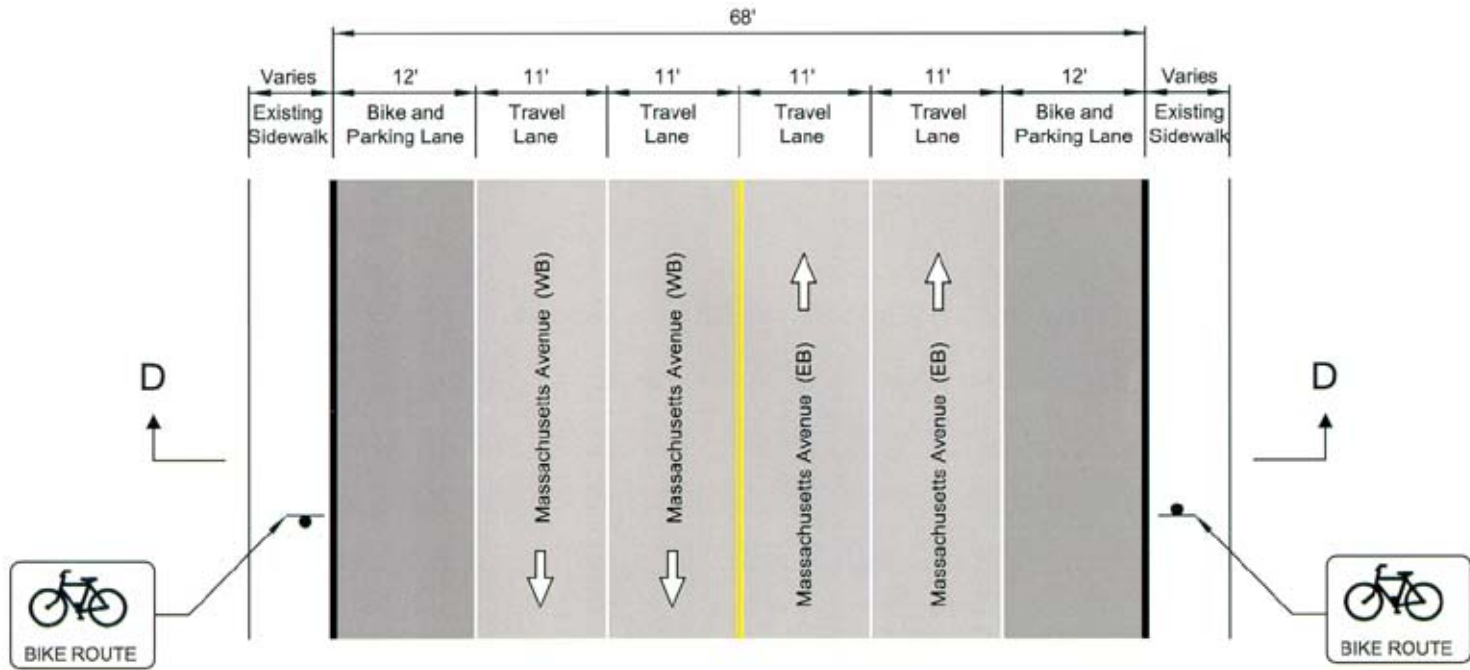 68'
Varies
12'
11'
11'
11'
11'
12'
Varies
Existing
Sidewalk
Bike and
Parking Lane
Travel
Lane
Travel
Lane
Travel
Lane
Travel
Lane
Bike and
Parking Lane
Existing
Sidewalk
Massachusetts Avenue (WB)
Massachusetts Avenue (WB)
Massachusetts Avenue (EB)
Massachusetts Avenue (EB)
D
D
BIKE ROUTE
BIKE ROUTE